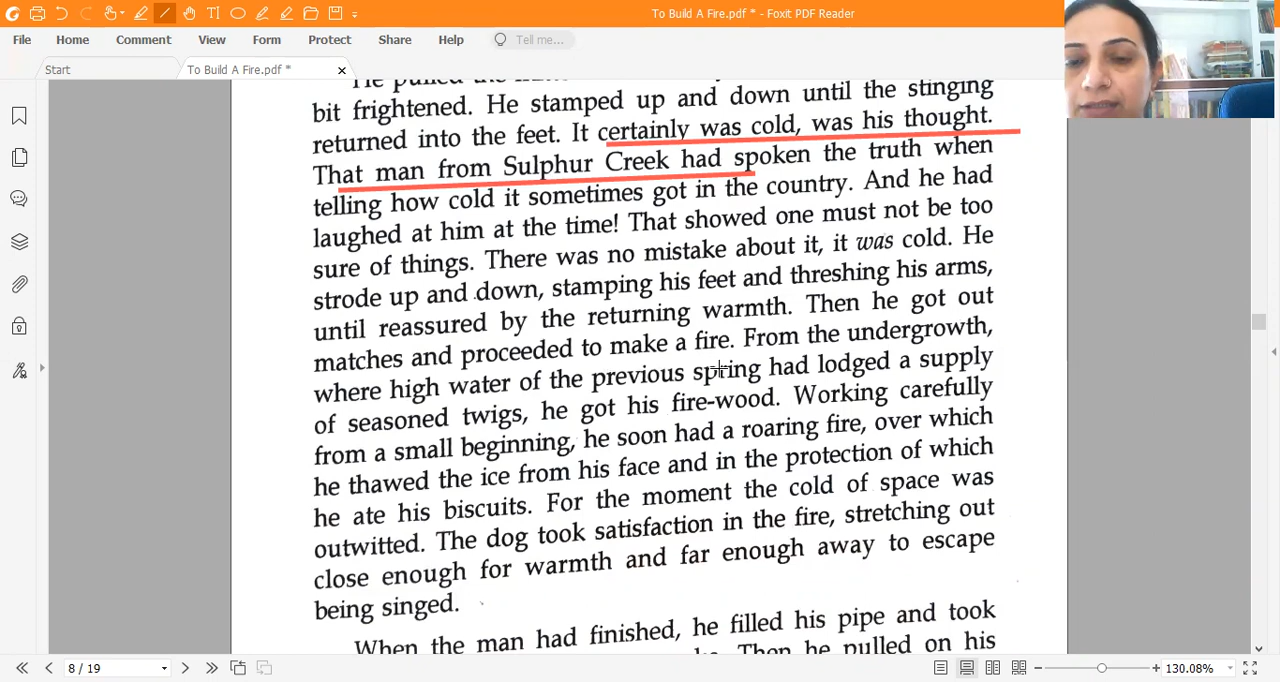 To Build A Fire.pdf * - Foxit PDF Reader
File Home Comment View Form Protect Share Help Tell me...
Start To Build A Fire.pdf *
He pulled the
bit frightened. He stamped up and down until the stinging
returned into the feet. It certainly was cold, was his thought.
That man from Sulphur Creek had spoken the truth when
telling how cold it sometimes got in the country. And he had
laughed at him at the time! That showed one must not be too
sure of things. There was no mistake about it, it was cold. He
strode up and down, stamping his feet and threshing his arms,
until reassured by the returning warmth. Then he got out
matches and proceeded to make a fire. From the undergrowth,
where high water of the previous spring had lodged a supply
of seasoned twigs, he got his fire-wood. Working carefully
from a small beginning, he soon had a roaring fire, over which
he thawed the ice from his face and in the protection of which
he ate his biscuits. For the moment the cold of space was
outwitted. The dog took satisfaction in the fire, stretching out
close enough for warmth and far enough away to escape
being singed.
When the man had finished, he filled his pipe and took
Then he pulled on his
8 / 19 130.08%